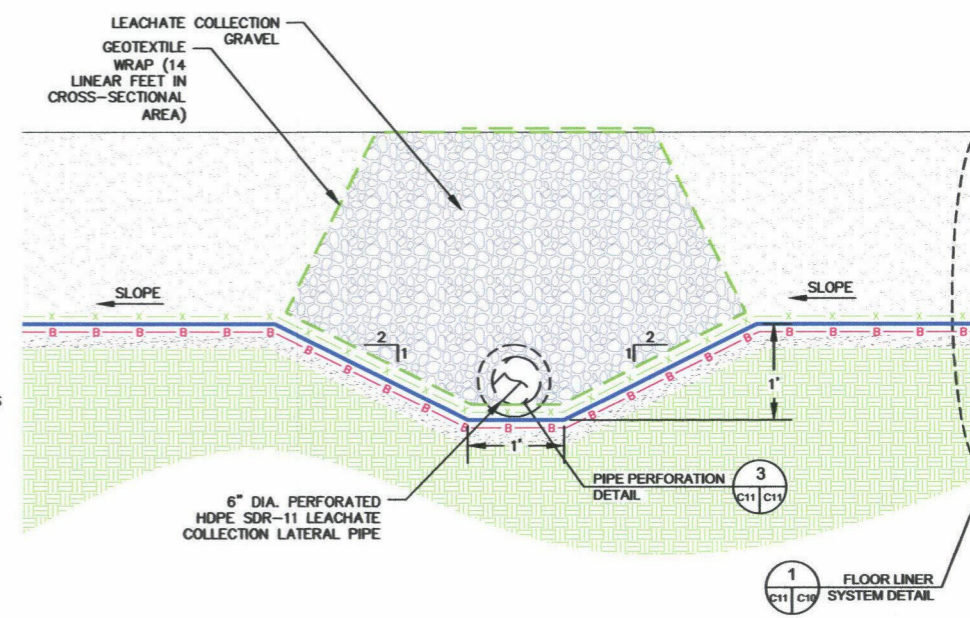 LEACHATE COLLECTION
GRAVEL
GEOTEXTILE
WRAP (14
LINEAR FEET IN
CROSS-SECTIONAL
AREA)
SLOPE
SLOPE
2
1
2
1
X X X X X X X X X
B B B B B B B B B B B B B B B B B B B B
1'
1'
S
6" DIA. PERFORATED
HDPE SDR-11 LEACHATE
COLLECTION LATERAL PIPE
PIPE PERFORATION
DETAIL
3
C11 C11
1
C11 C10
FLOOR LINER
SYSTEM DETAIL